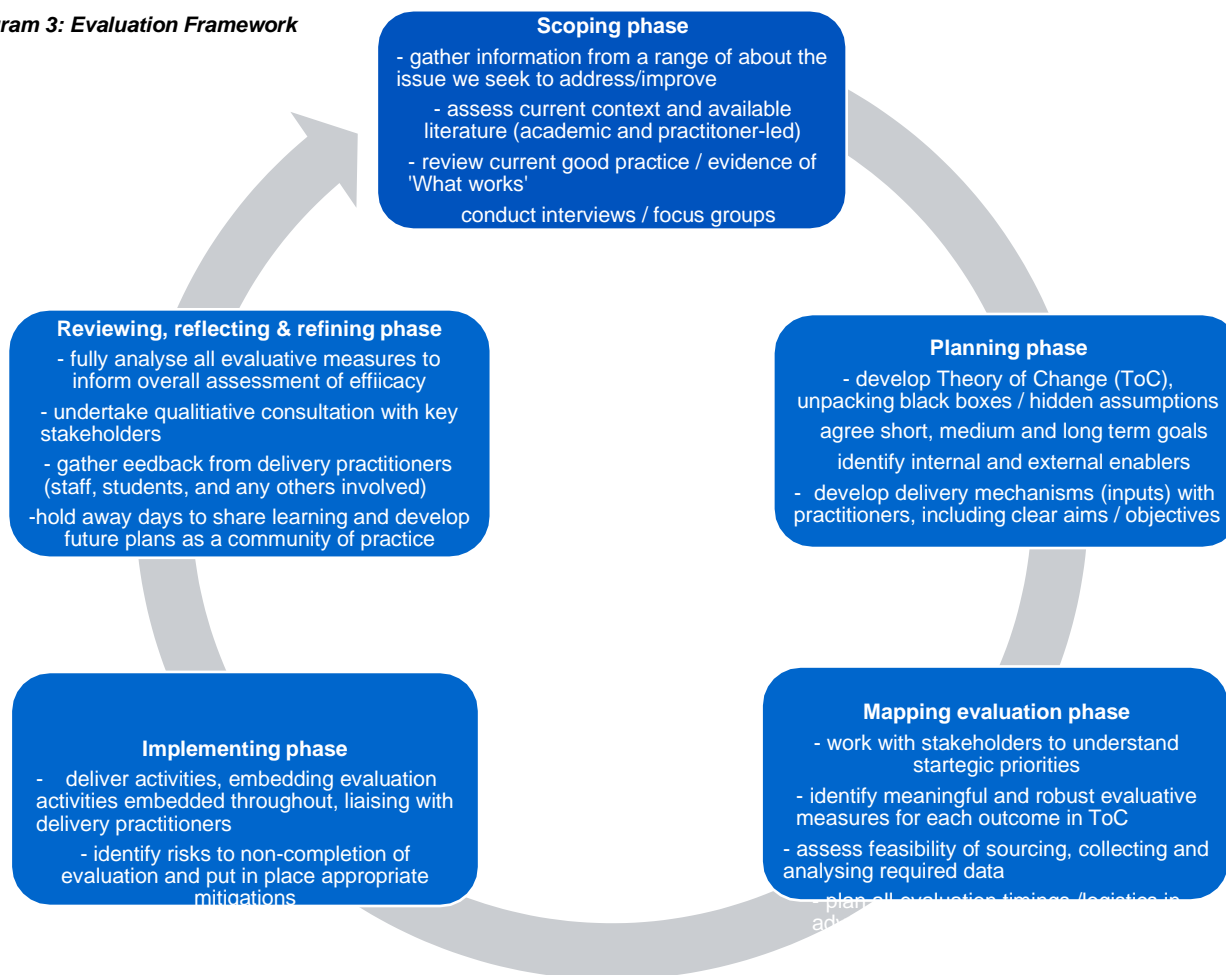 ram 3: Evaluation Framework
Scoping phase
- gather information from a range of about the
issue we seek to address/improve
- assess current context and available
literature (academic and practitoner-led)
- review current good practice / evidence of
'What works'
conduct interviews / focus groups
Planning phase
- develop Theory of Change (ToC),
unpacking black boxes / hidden assumptions
agree short, medium and long term goals
identify internal and external enablers
- develop delivery mechanisms (inputs) with
practitioners, including clear aims / objectives
Mapping evaluation phase
- work with stakeholders to understand
startegic priorities
- identify meaningful and robust evaluative
measures for each outcome in ToC
- assess feasibility of sourcing, collecting and
analysing required data
- plan all evaluation timings /logistics in
Implementing phase
- deliver activities, embedding evaluation
activities embedded throughout, liaising with
delivery practitioners
- identify risks to non-completion of
evaluation and put in place appropriate
mitigations
Reviewing, reflecting & refining phase
- fully analyse all evaluative measures to
inform overall assessment of effiicacy
- undertake qualitiative consultation with key
stakeholders
- gather eedback from delivery practitioners
(staff, students, and any others involved)
-hold away days to share learning and develop
future plans as a community of practice